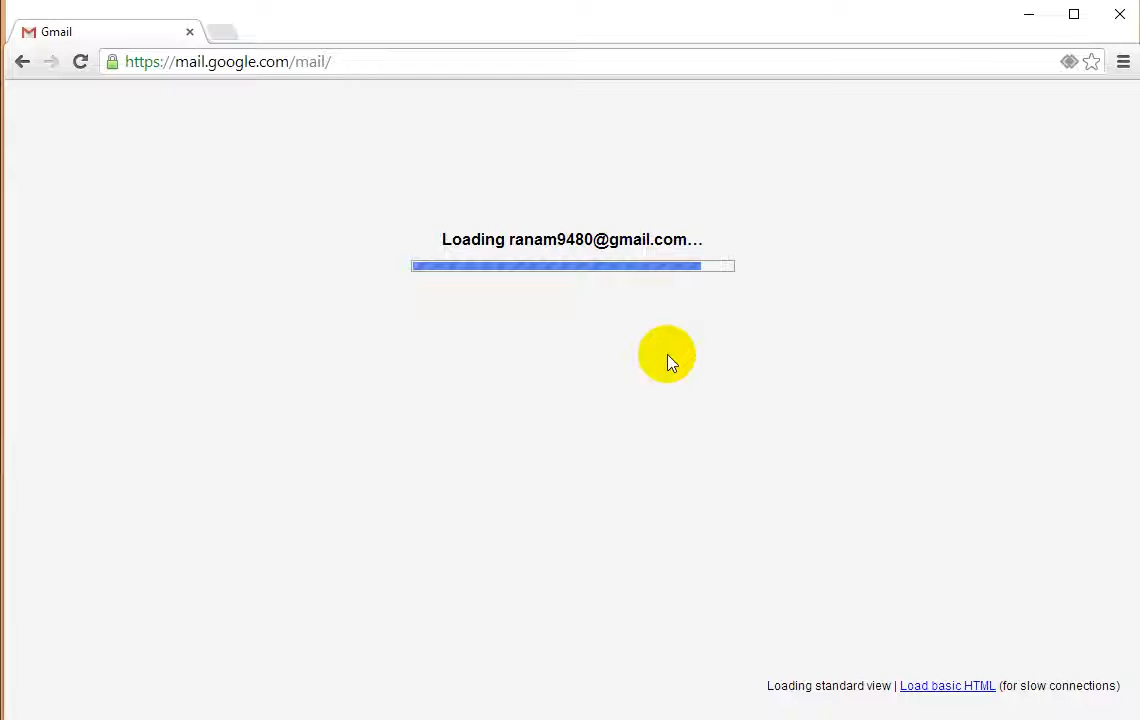 Gmail
https://mail.google.com/mail/
Loading ranam9480@gmail.com...
Loading standard view | Load basic HTML (for slow connections)